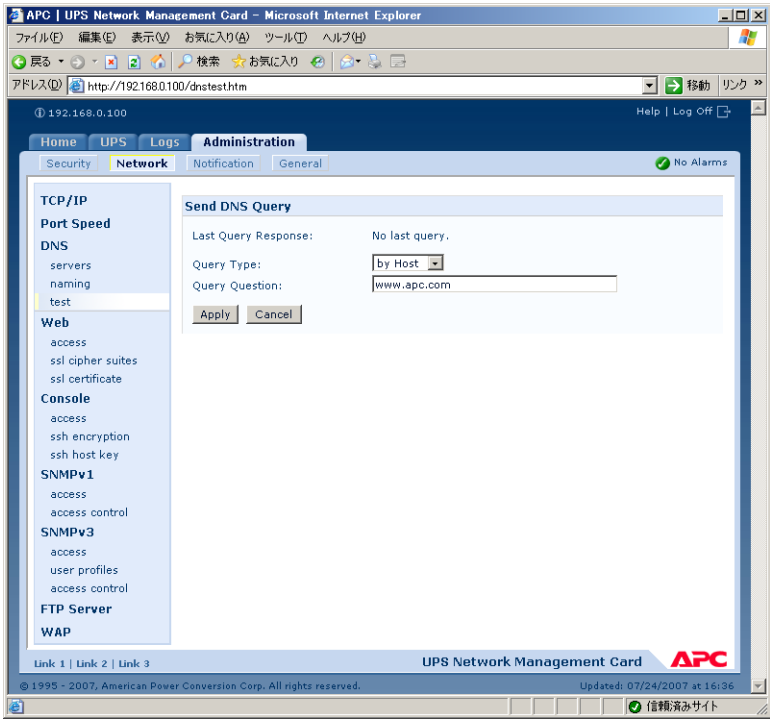 APC | UPS Network Management Card - Microsoft Internet Explorer
ファイル(F) 編集(E) 表示(V) お気に入り(A) ツール(T) ヘルプ(H)
戻る 検索 お気に入り
アドレス(D) http://192.168.0.100/dnstest.htm 移動 リンク »
192.168.0.100 Help | Log Off
Home UPS Logs Administration
Security Network Notification General No Alarms
TCP/IP
Port Speed
DNS
servers
naming
test
Web
access
ssl cipher suites
ssl certificate
Console
access
ssh encryption
ssh host key
SNMPv1
access
access control
SNMPv3
access
user profiles
access control
FTP Server
WAP
Send DNS Query
Last Query Response: No last query.
Query Type: by Host
Query Question: www.apc.com
Apply Cancel
Link 1 | Link 2 | Link 3
UPS Network Management Card APC
© 1995 - 2007, American Power Conversion Corp. All rights reserved. Updated: 07/24/2007 at 16:36
信頼済みサイト